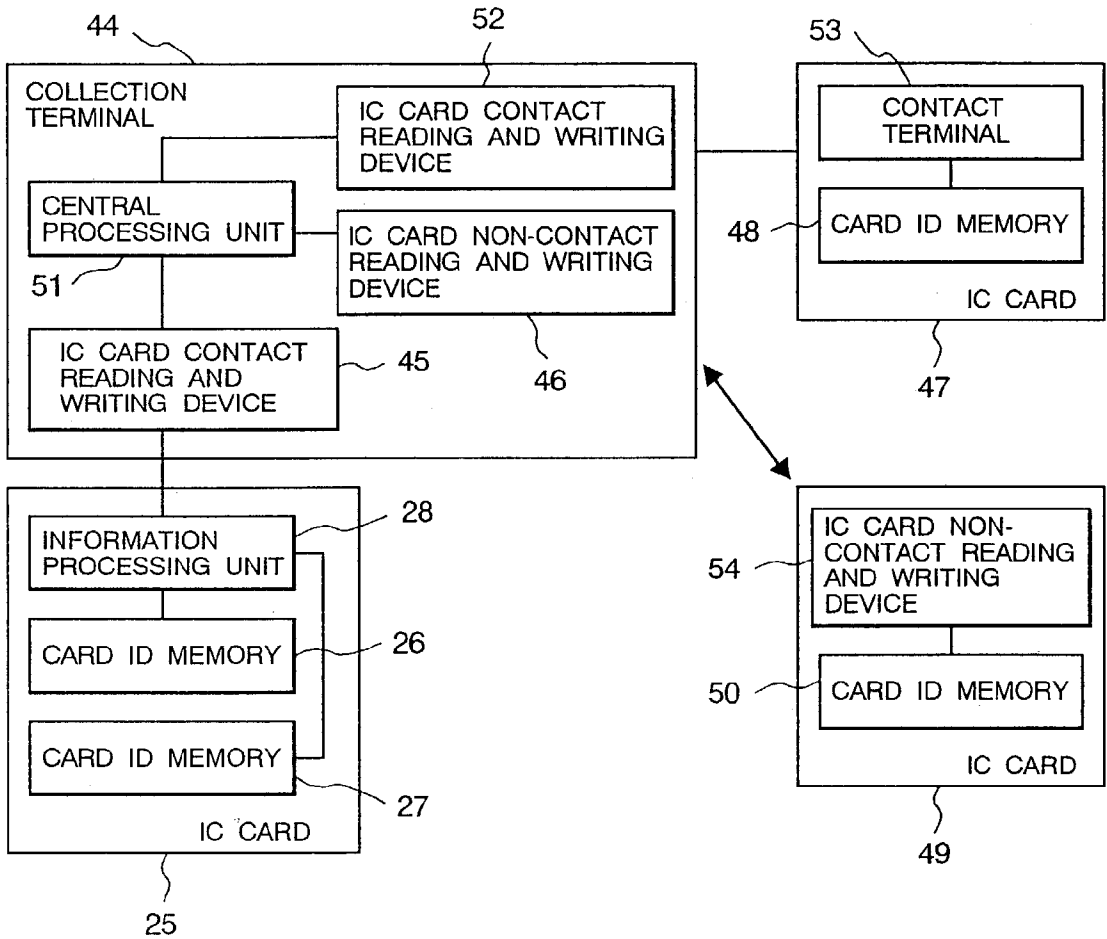 44
52
53
COLLECTION
TERMINAL
IC CARD CONTACT
READING AND WRITING
DEVICE
CENTRAL
PROCESSING UNIT
51
IC CARD NON-CONTACT
READING AND WRITING
DEVICE
46
IC CARD CONTACT
READING AND
WRITING DEVICE
45
CONTACT
TERMINAL
48
CARD ID MEMORY
IC CARD
47
INFORMATION
PROCESSING UNIT
28
CARD ID MEMORY
26
CARD ID MEMORY
27
IC CARD
25
54
IC CARD NON-
CONTACT READING
AND WRITING
DEVICE
50
CARD ID MEMORY
IC CARD
49